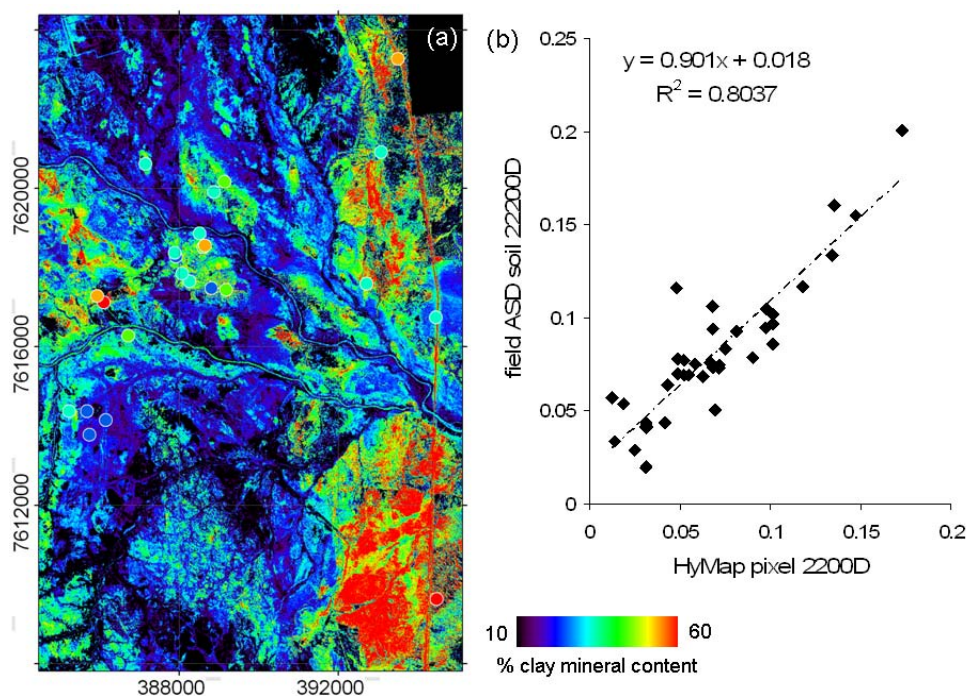 (a)
7620000
7616000
7612000
388000
392000
(b)
y = 0.901x + 0.018
R² = 0.8037
0.25
0.2
0.15
0.1
0.05
0
field ASD soil 22200D
0
0.05
0.1
0.15
0.2
HyMap pixel 2200D
10
60
% clay mineral content